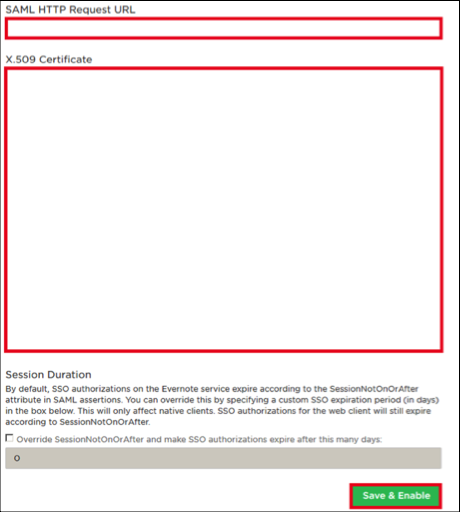 SAML HTTP Request URL
X.509 Certificate
Session Duration
By default, SSO authorizations on the Evernote service expire according to the SessionNotOnOrAfter
attribute in SAML assertions. You can override this by specifying a custom SSO expiration period (in days)
in the box below. This will only affect native clients. SSO authorizations for the web client will still expire
according to SessionNotOnOrAfter.
Override SessionNotOnOrAfter and make SSO authorizations expire after this many days:
0
Save & Enable